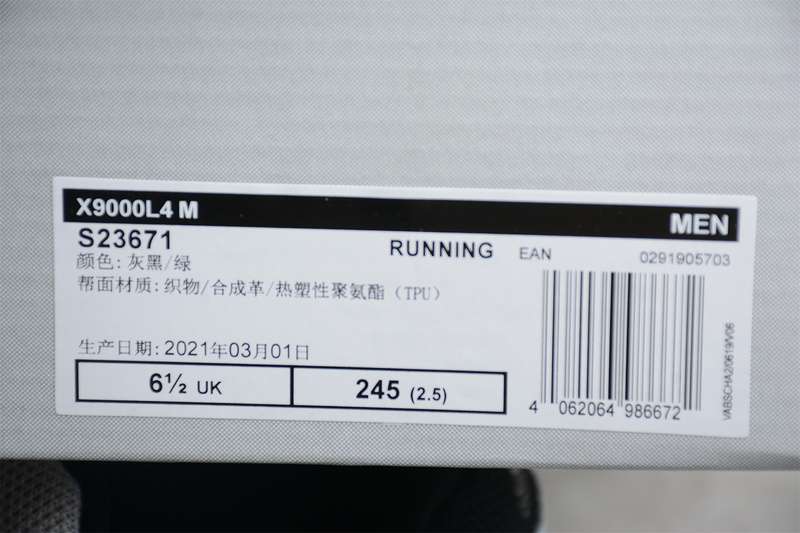 X9000L4 M
MEN
S23671
RUNNING
EAN
0291905703
颜色: 灰黑/绿
帮面材质: 织物/合成革/热塑性聚氨酯（TPU）
生产日期: 2021年03月01日
6½ UK
245 (2.5)
4 062064 986672
VABSCHA20619/V06